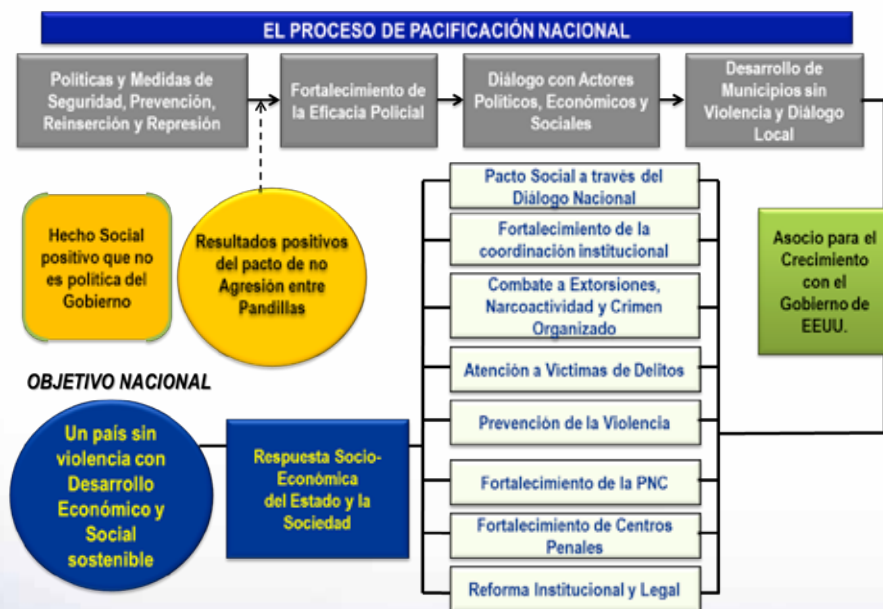 EL PROCESO DE PACIFICACIÓN NACIONAL
Políticas y Medidas de
Seguridad, Prevención,
Reinserción y Represión
Fortalecimiento de
la Eficacia Policial
Diálogo con Actores
Políticos, Económicos y
Sociales
Desarrollo de
Municipios sin
Violencia y Diálogo
Local
Hecho Social
positivo que no
es política del
Gobierno
Resultados positivos
del pacto de no
Agresión entre
Pandillas
Pacto Social a través del
Diálogo Nacional
Fortalecimiento de la
coordinación institucional
Combate a Extorsiones,
Narcoactividad y Crimen
Organizado
Atención a Víctimas de Delitos
Prevención de la Violencia
Fortalecimiento de la PNC
Fortalecimiento de Centros
Penales
Reforma Institucional y Legal
Asocio para el
Crecimiento
con el
Gobierno de
EEUU.
OBJETIVO NACIONAL
Un país sin
violencia con
Desarrollo
Económico y
Social
sostenible
Respuesta Socio-
Económica
del Estado y la
Sociedad